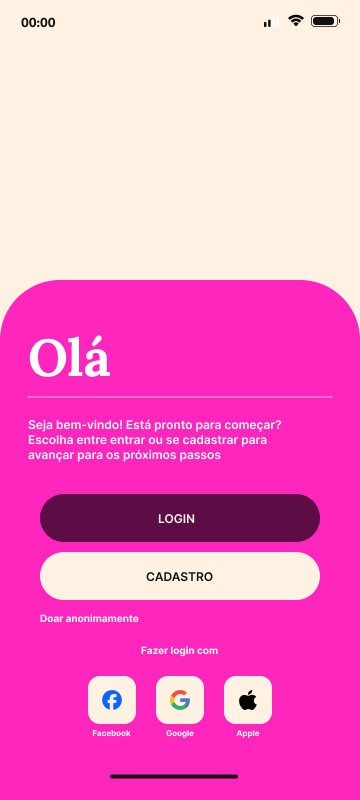 00:00
Olá
Seja bem-vindo! Está pronto para começar?
Escolha entre entrar ou se cadastrar para
avançar para os próximos passos
LOGIN
CADASTRO
Doar anonimamente
Fazer login com
Facebook
Google
Apple